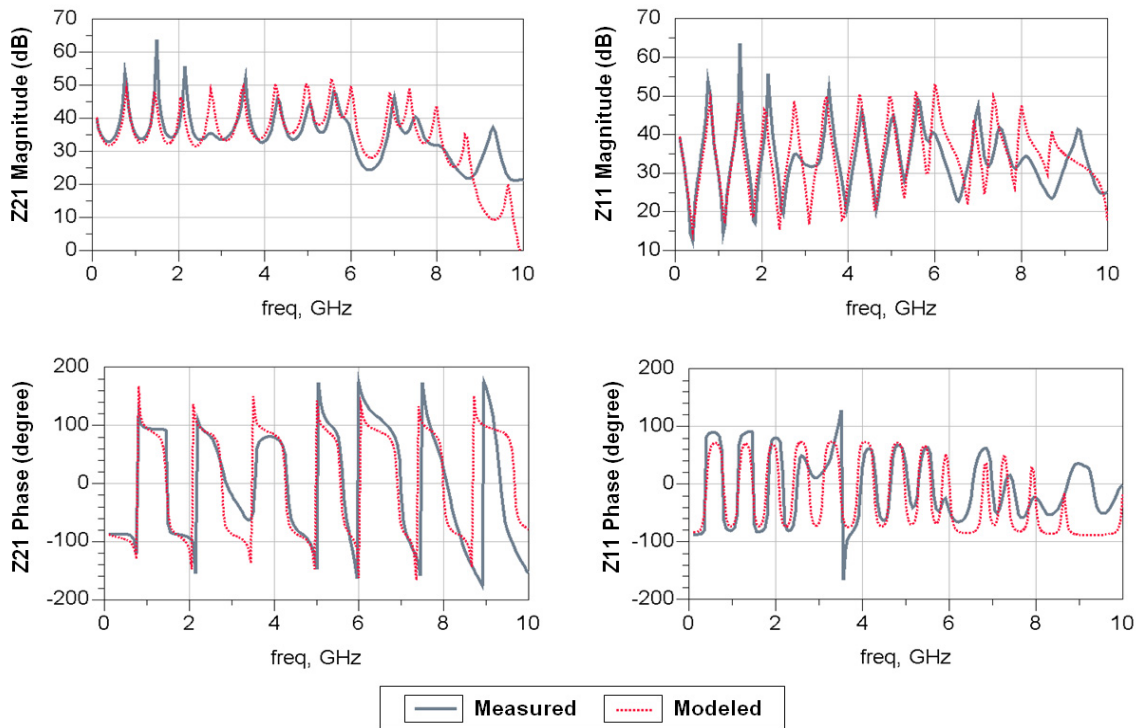 Z21 Magnitude (dB)
70
60
50
40
30
20
10
0
0 2 4 6 8 10
freq, GHz
Z11 Magnitude (dB)
70
60
50
40
30
20
10
0 2 4 6 8 10
freq, GHz
Z21 Phase (degree)
200
100
0
-100
-200
0 2 4 6 8 10
freq, GHz
Z11 Phase (degree)
200
100
0
-100
-200
0 2 4 6 8 10
freq, GHz
Measured Modeled